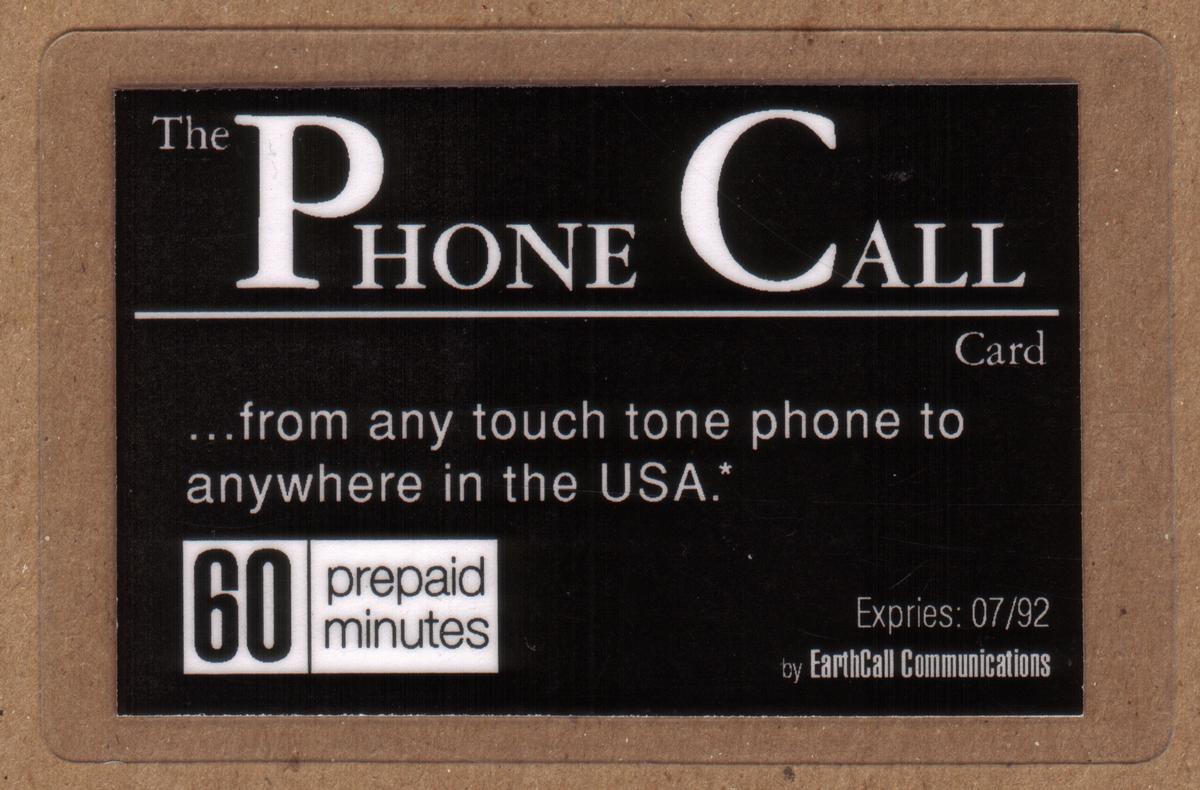 The PHONE CALL
Card
...from any touch tone phone to
anywhere in the USA.*
60 prepaid
minutes
Expries: 07/92
by EarthCall Communications